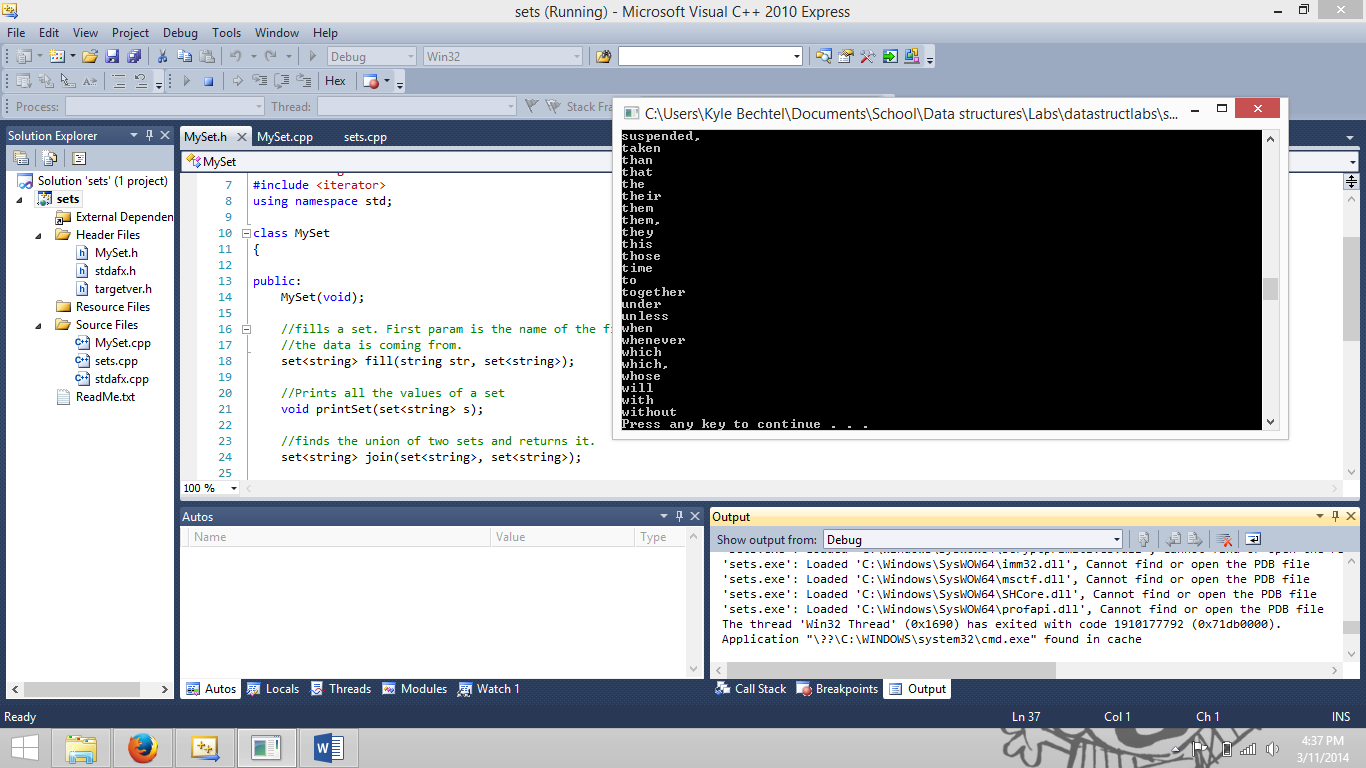 sets (Running) - Microsoft Visual C++ 2010 Express
File Edit View Project Debug Tools Window Help
Debug Win32
Hex
Process: Thread: Stack
C:\Users\Kyle Bechtel\Documents\School\Data structures\Labs\datastructlabs\s...
Solution Explorer
Solution 'sets' (1 project)
sets
External Dependen
Header Files
MySet.h
stdafx.h
targetver.h
Resource Files
Source Files
MySet.cpp
sets.cpp
stdafx.cpp
ReadMe.txt
MySet.h MySet.cpp sets.cpp
MySet
7 #include <iterator>
8 using namespace std;
9
10 class MySet
11 {
12
13 public:
14 MySet(void);
15
16 //fills a set. First param is the name of the
17 //the data is coming from.
18 set<string> fill(string str, set<string>);
19
20 //Prints all the values of a set
21 void printSet(set<string> s);
22
23 //finds the union of two sets and returns it.
24 set<string> join(set<string>, set<string>);
25
100 %
suspended,
taken
than
that
the
their
them
them,
they
this
those
time
to
together
under
unless
when
whenever
which
which,
whose
will
with
without
Press any key to continue . . .
Autos
Name Value Type
Autos Locals Threads Modules Watch 1
Output
Show output from: Debug
'sets.exe': Loaded 'C:\Windows\SysWOW64\imm32.dll', Cannot find or open the PDB file
'sets.exe': Loaded 'C:\Windows\SysWOW64\msctf.dll', Cannot find or open the PDB file
'sets.exe': Loaded 'C:\Windows\SysWOW64\SHCore.dll', Cannot find or open the PDB file
'sets.exe': Loaded 'C:\Windows\SysWOW64\profapi.dll', Cannot find or open the PDB file
The thread 'Win32 Thread' (0x1690) has exited with code 1910177792 (0x71db0000).
Application "\??\C:\WINDOWS\system32\cmd.exe" found in cache
Call Stack Breakpoints Output
Ready Ln 37 Col 1 Ch 1 INS
4:37 PM
3/11/2014